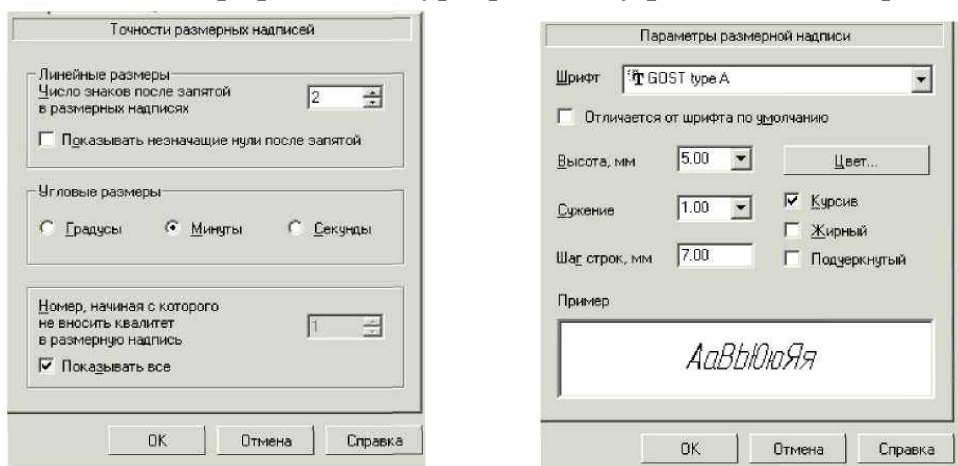 Точности размерных надписей
Линейные размеры
Число знаков после запятой
в размерных надписях
2
Показывать незначащие нули после запятой
Угловые размеры
Градусы Минуты Секунды
Номер, начиная с которого
не вносить квалитет
в размерную надпись
1
Показывать все
OK Отмена Справка
Параметры размерной надписи
Шрифт GOST type A
Отличается от шрифта по умолчанию
Высота, мм 5.00 Цвет...
Сужение 1.00 Курсив
Жирный
Шаг строк, мм 7.00 Подчеркнутый
Пример
АаВЫЮюЯя
OK Отмена Справка